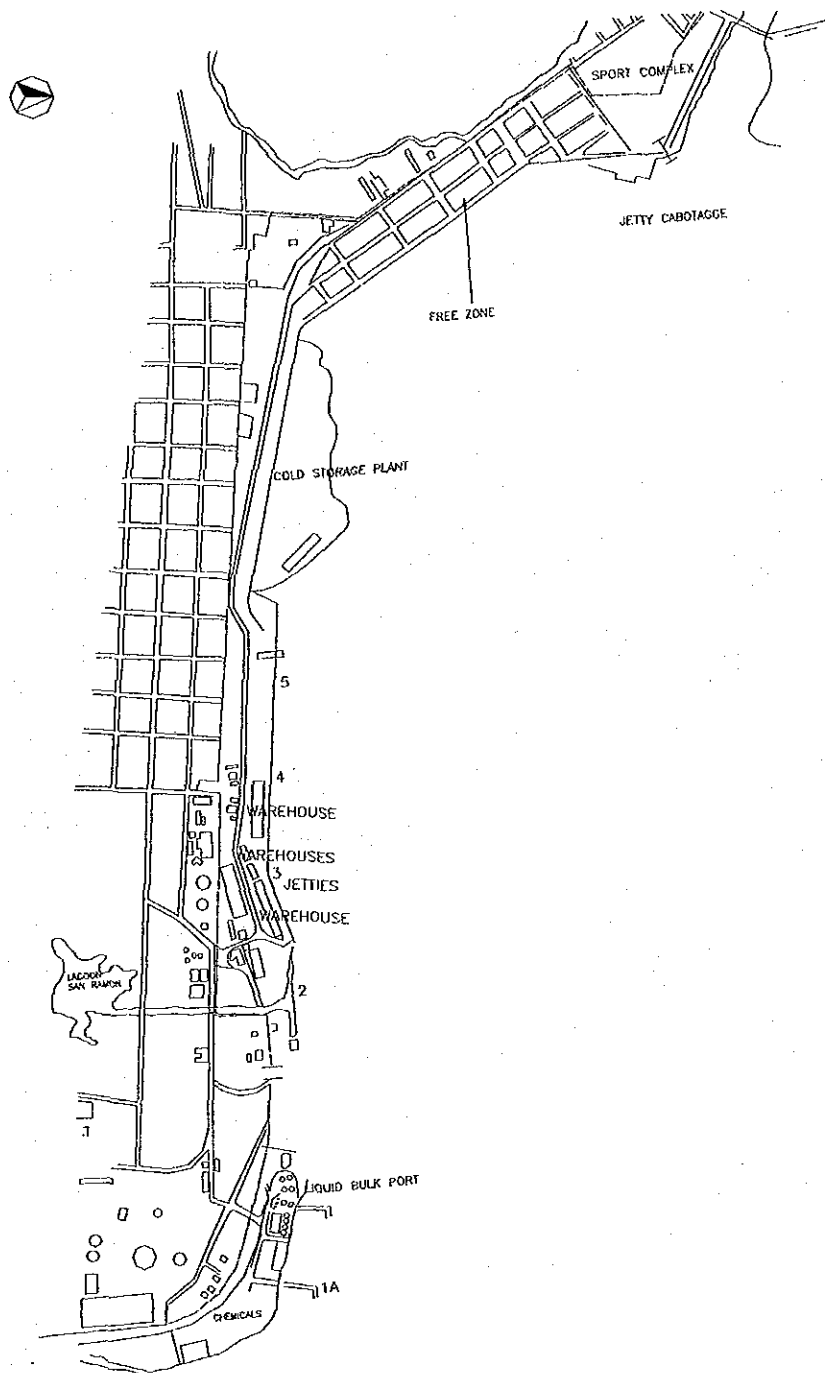 SPORT COMPLEX
JETTY CABOTAGGE
FREE ZONE
COLD STORAGE PLANT
5
4
WAREHOUSE
WAREHOUSES
3
JETTIES
WAREHOUSE
LAGOON
SAN RAMON
2
.1
LIQUID BULK PORT
1
1A
CHEMICALS